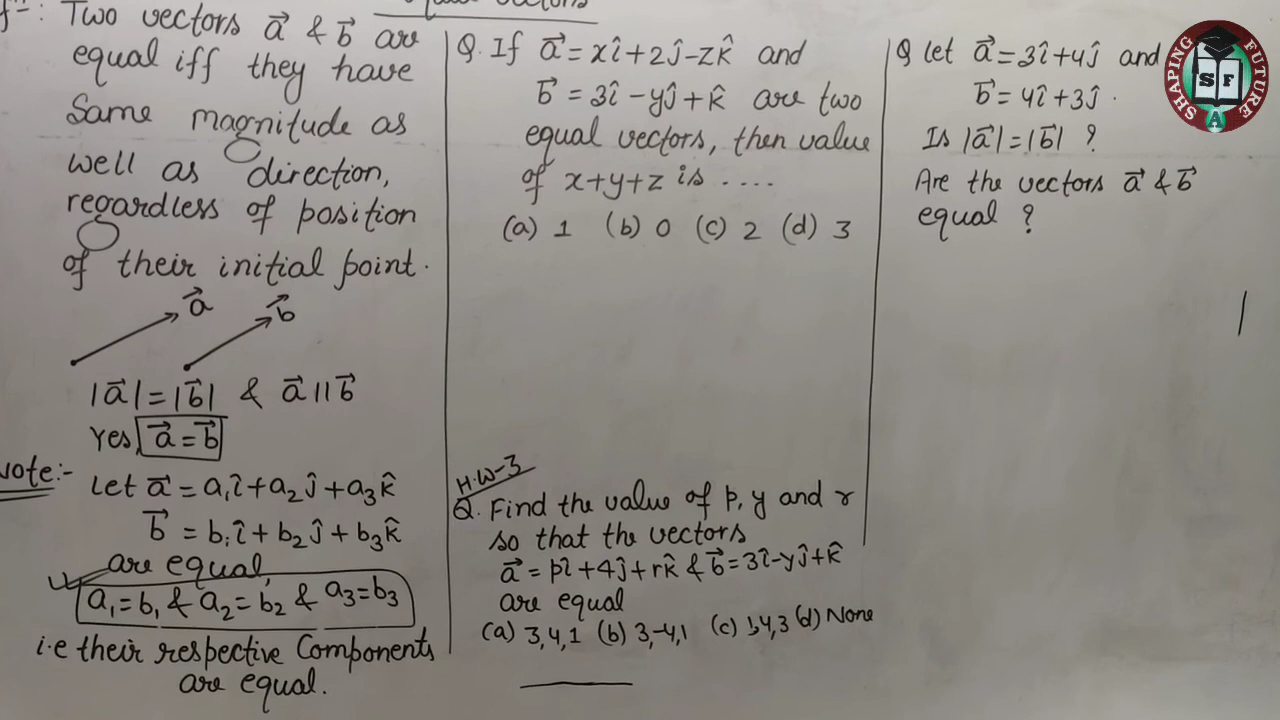 Two vectors a⃗ & b⃗ are
equal iff they have
Same magnitude as
well as direction,
regardless of position
of their initial point.
a⃗ b⃗
|a⃗| = |b⃗| & a⃗ || b⃗
Yes, a⃗ = b⃗
Note:-
Let a⃗ = a₁î + a₂ĵ + a₃k̂
b⃗ = b₁î + b₂ĵ + b₃k̂
are equal,
a₁ = b₁ & a₂ = b₂ & a₃ = b₃
i.e their respective Components
are equal.
Q. If a⃗ = xî + 2ĵ - zk̂ and
b⃗ = 3î - yĵ + k̂ are two
equal vectors, then value
of x+y+z is ....
(a) 1 (b) 0 (c) 2 (d) 3
H.W-3
Q. Find the value of p, y and r
so that the vectors
a⃗ = pî + 4ĵ + rk̂ & b⃗ = 3î - yĵ + k̂
are equal
(a) 3,4,1 (b) 3,-4,1 (c) 1,4,3 (d) None
Q Let a⃗ = 3î + 4ĵ and
b⃗ = 4î + 3ĵ.
Is |a⃗| = |b⃗| ?
Are the vectors a⃗ & b⃗
equal ?
SHAPING FUTURE
S F
A